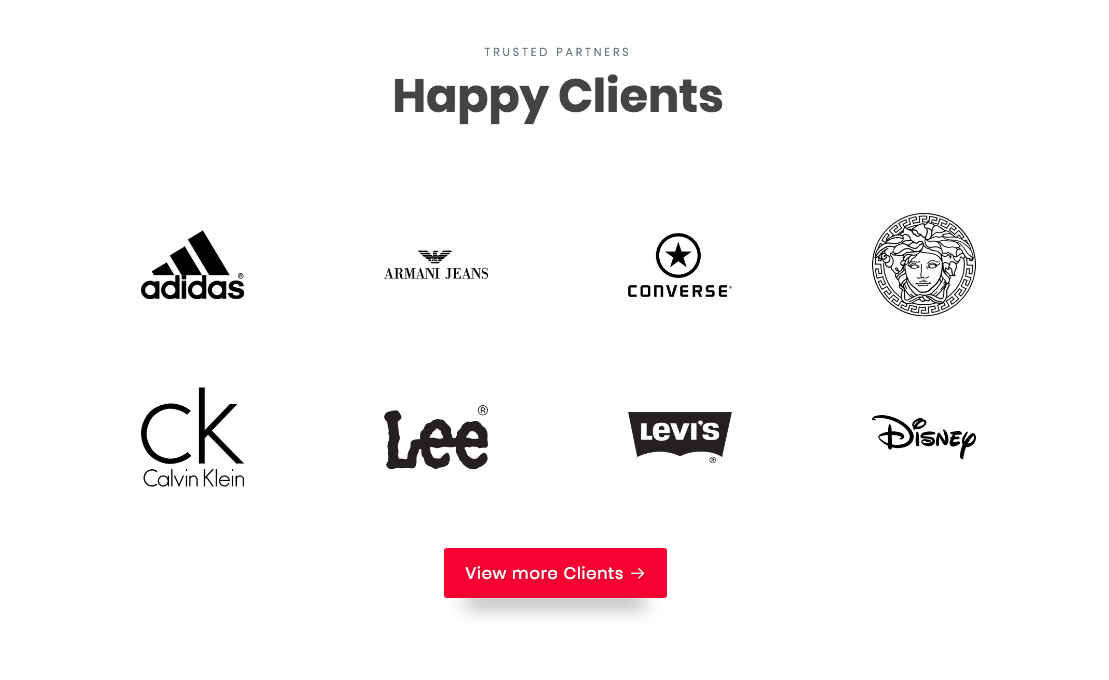 TRUSTED PARTNERS
Happy Clients
adidas®
ARMANI JEANS
CONVERSE®
ck
Calvin Klein
Lee®
LEVI'S®
DISNEY
View more Clients →